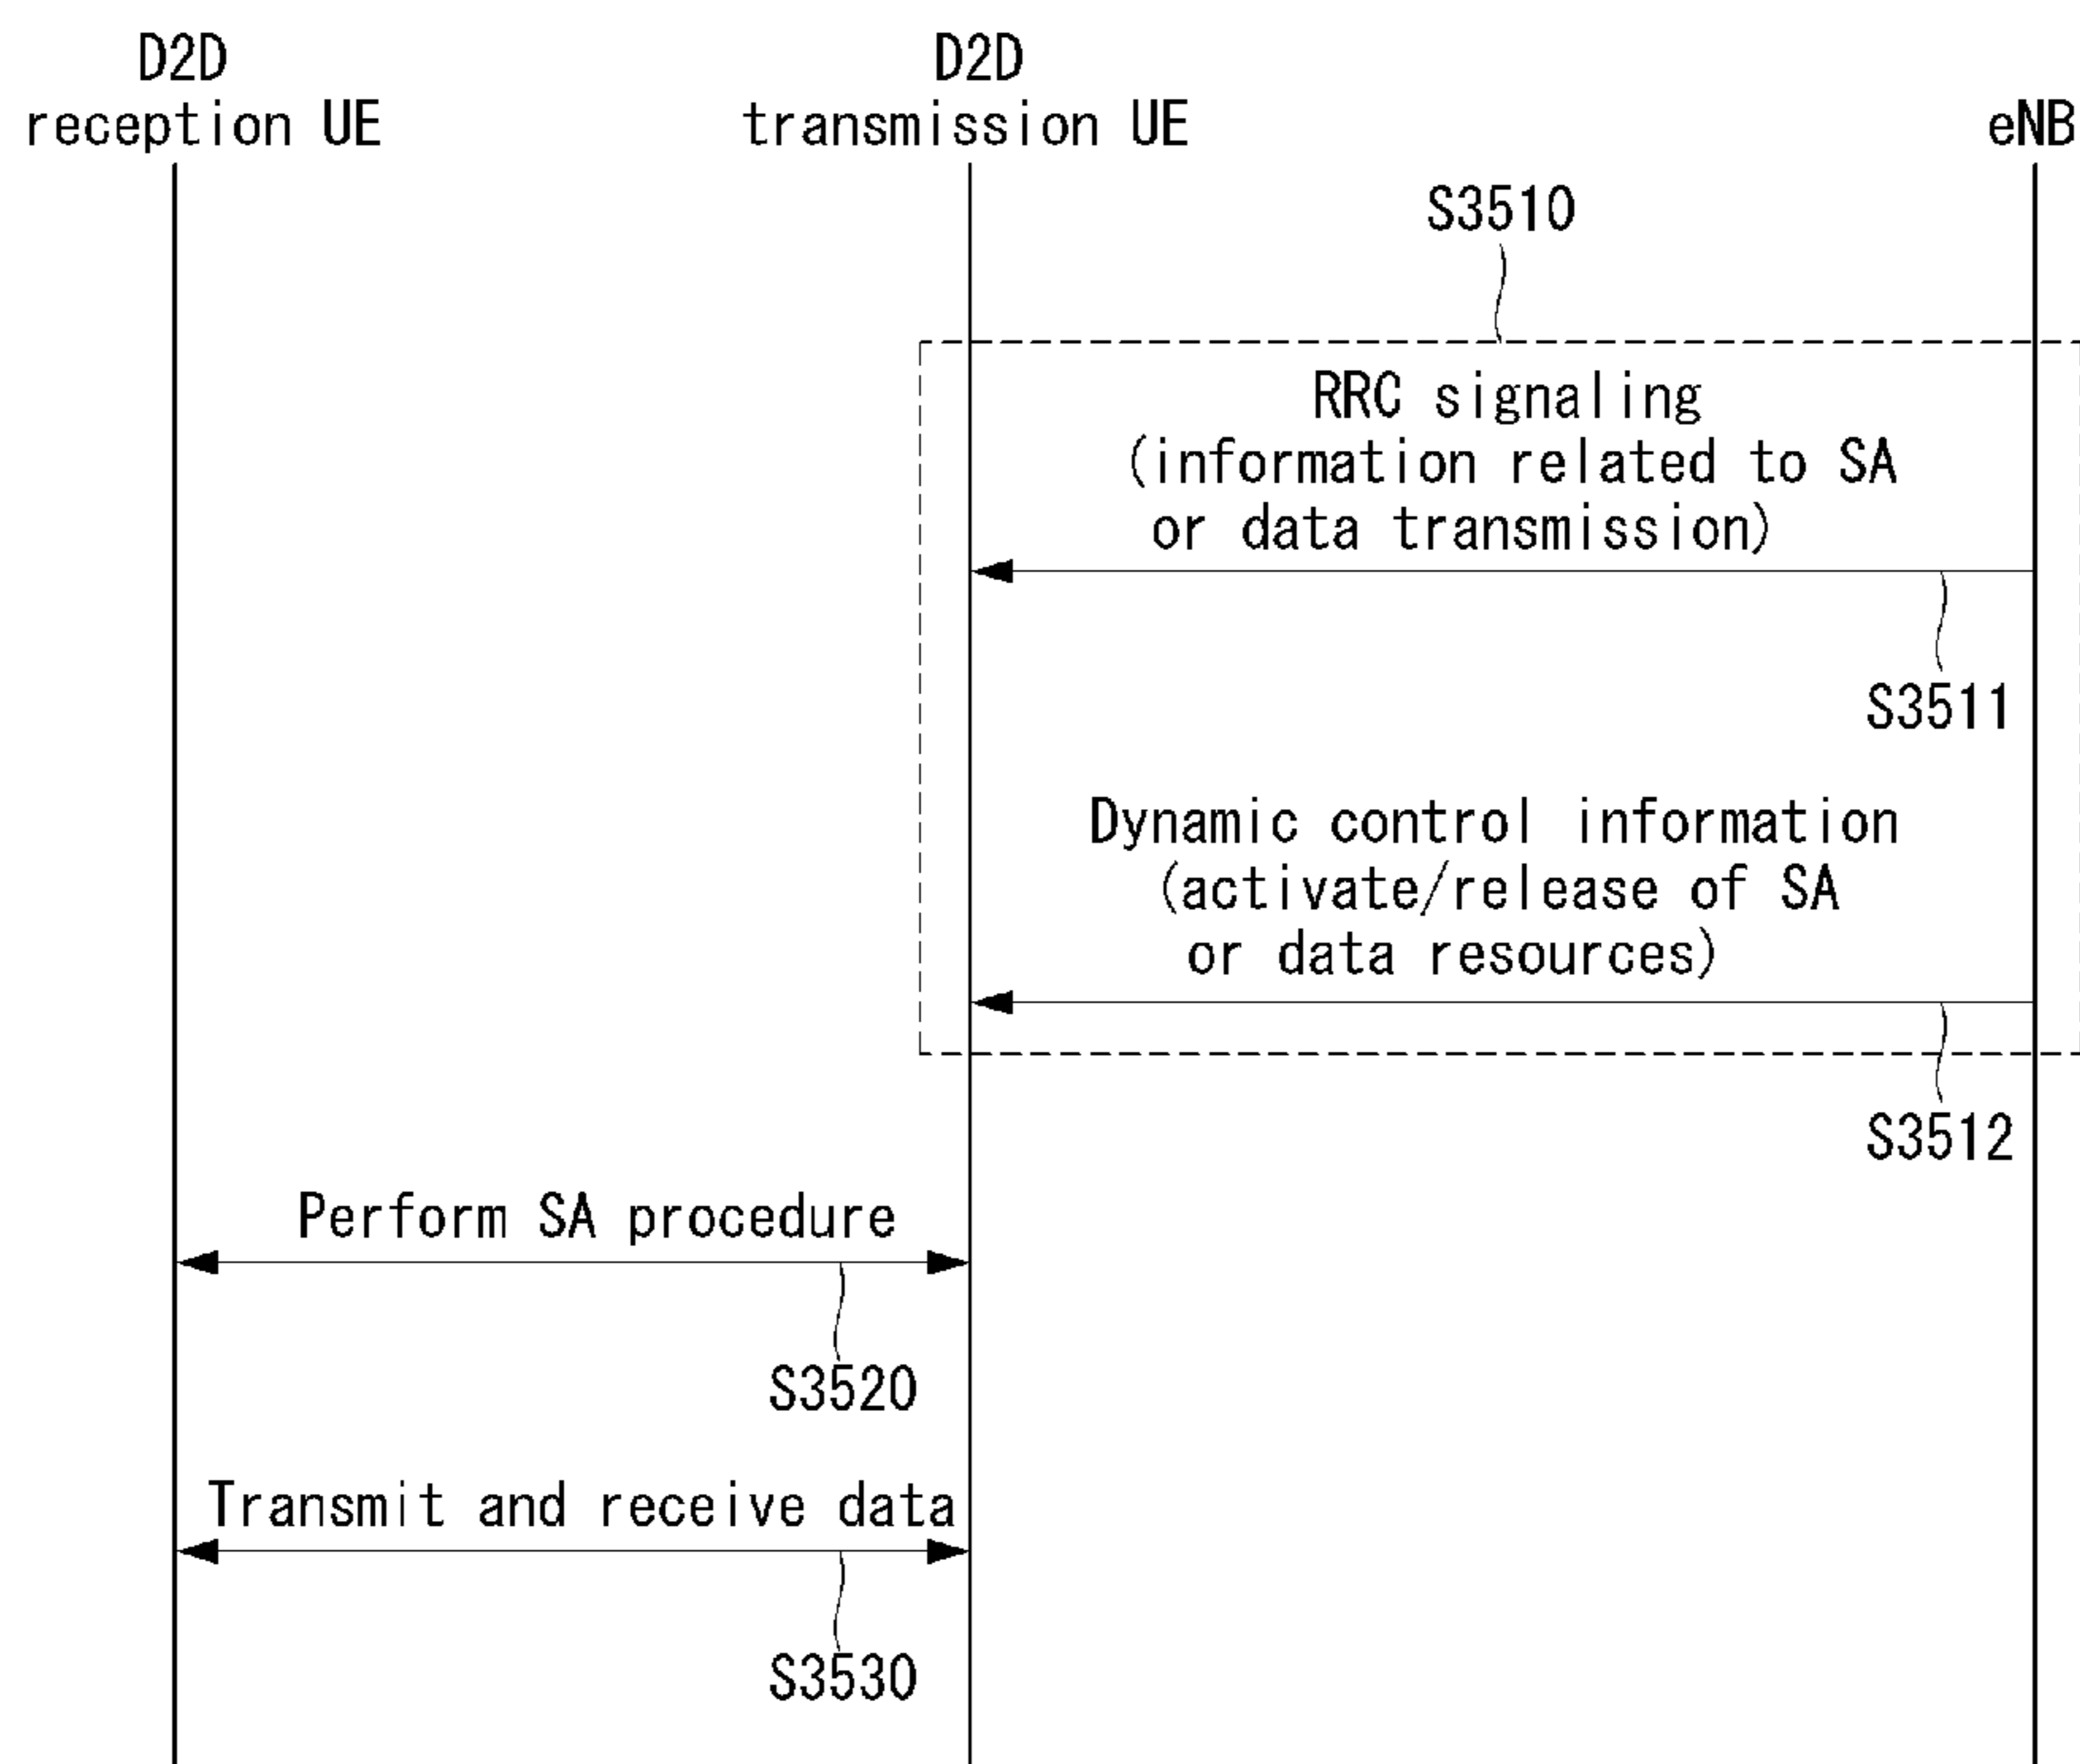 D2D
reception UE
D2D
transmission UE
eNB
S3510
RRC signaling
(information related to SA
or data transmission)
S3511
Dynamic control information
(activate/release of SA
or data resources)
S3512
Perform SA procedure
S3520
Transmit and receive data
S3530